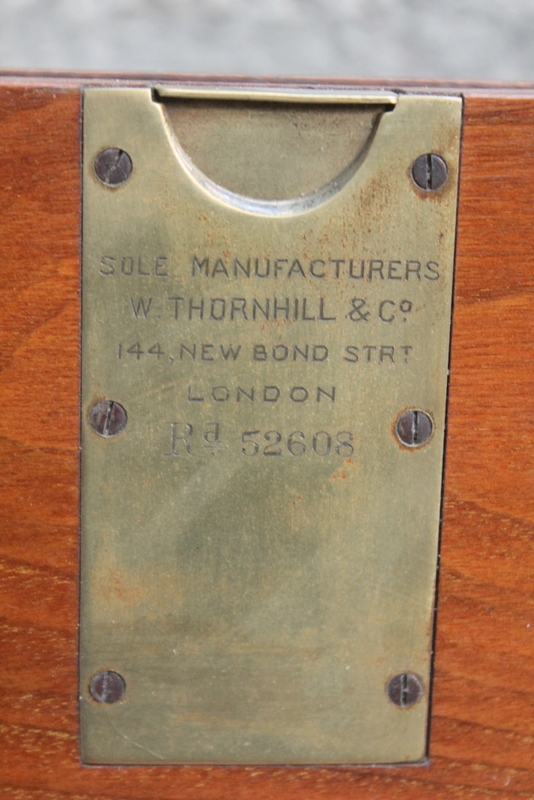 SOLE MANUFACTURERS
W. THORNHILL & Cº
144, NEW BOND STRT
LONDON
Rd 52608